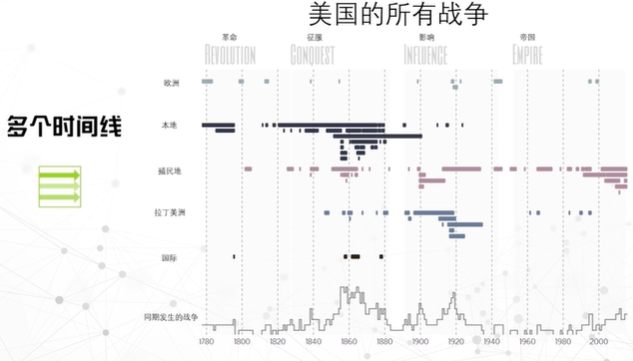 美国的所有战争
革命 征服 影响 帝国
REVOLUTION CONQUEST INFLUENCE EMPIRE
欧洲
本地
多个时间线
殖民地
拉丁美洲
国际
同期发生的战争
1780 1800 1820 1840 1860 1880 1900 1920 1940 1960 1980 2000